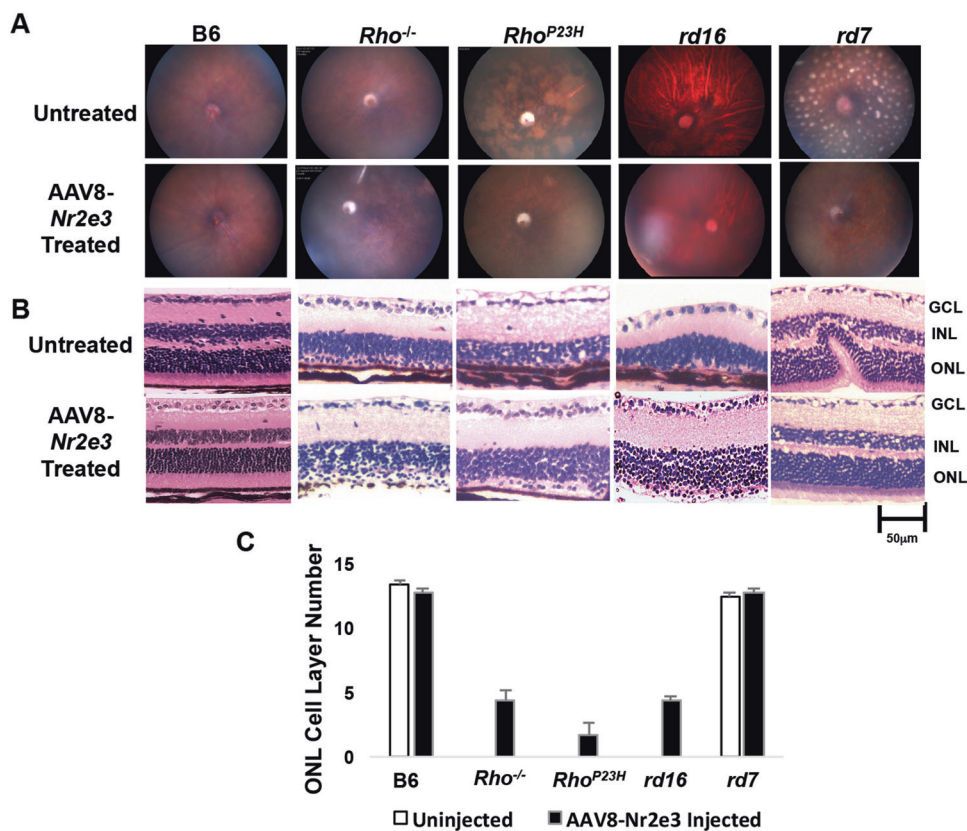 A
B6 Rho-/- RhoP23H rd16 rd7
Untreated
AAV8-
Nr2e3
Treated
B
Untreated
GCL
INL
ONL
AAV8-
Nr2e3
Treated
GCL
INL
ONL
50µm
C
ONL Cell Layer Number
15
10
5
0
B6 Rho-/- RhoP23H rd16 rd7
Uninjected AAV8-Nr2e3 Injected